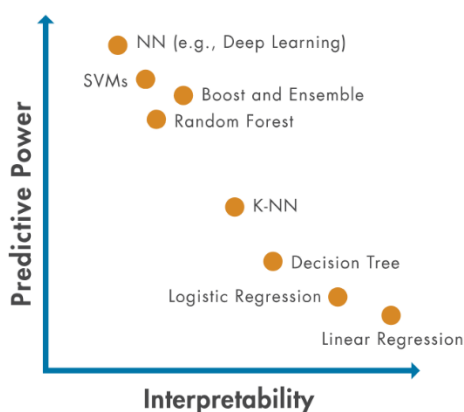 NN (e.g., Deep Learning)
SVMs
Boost and Ensemble
Random Forest
K-NN
Decision Tree
Logistic Regression
Linear Regression
Predictive Power
Interpretability